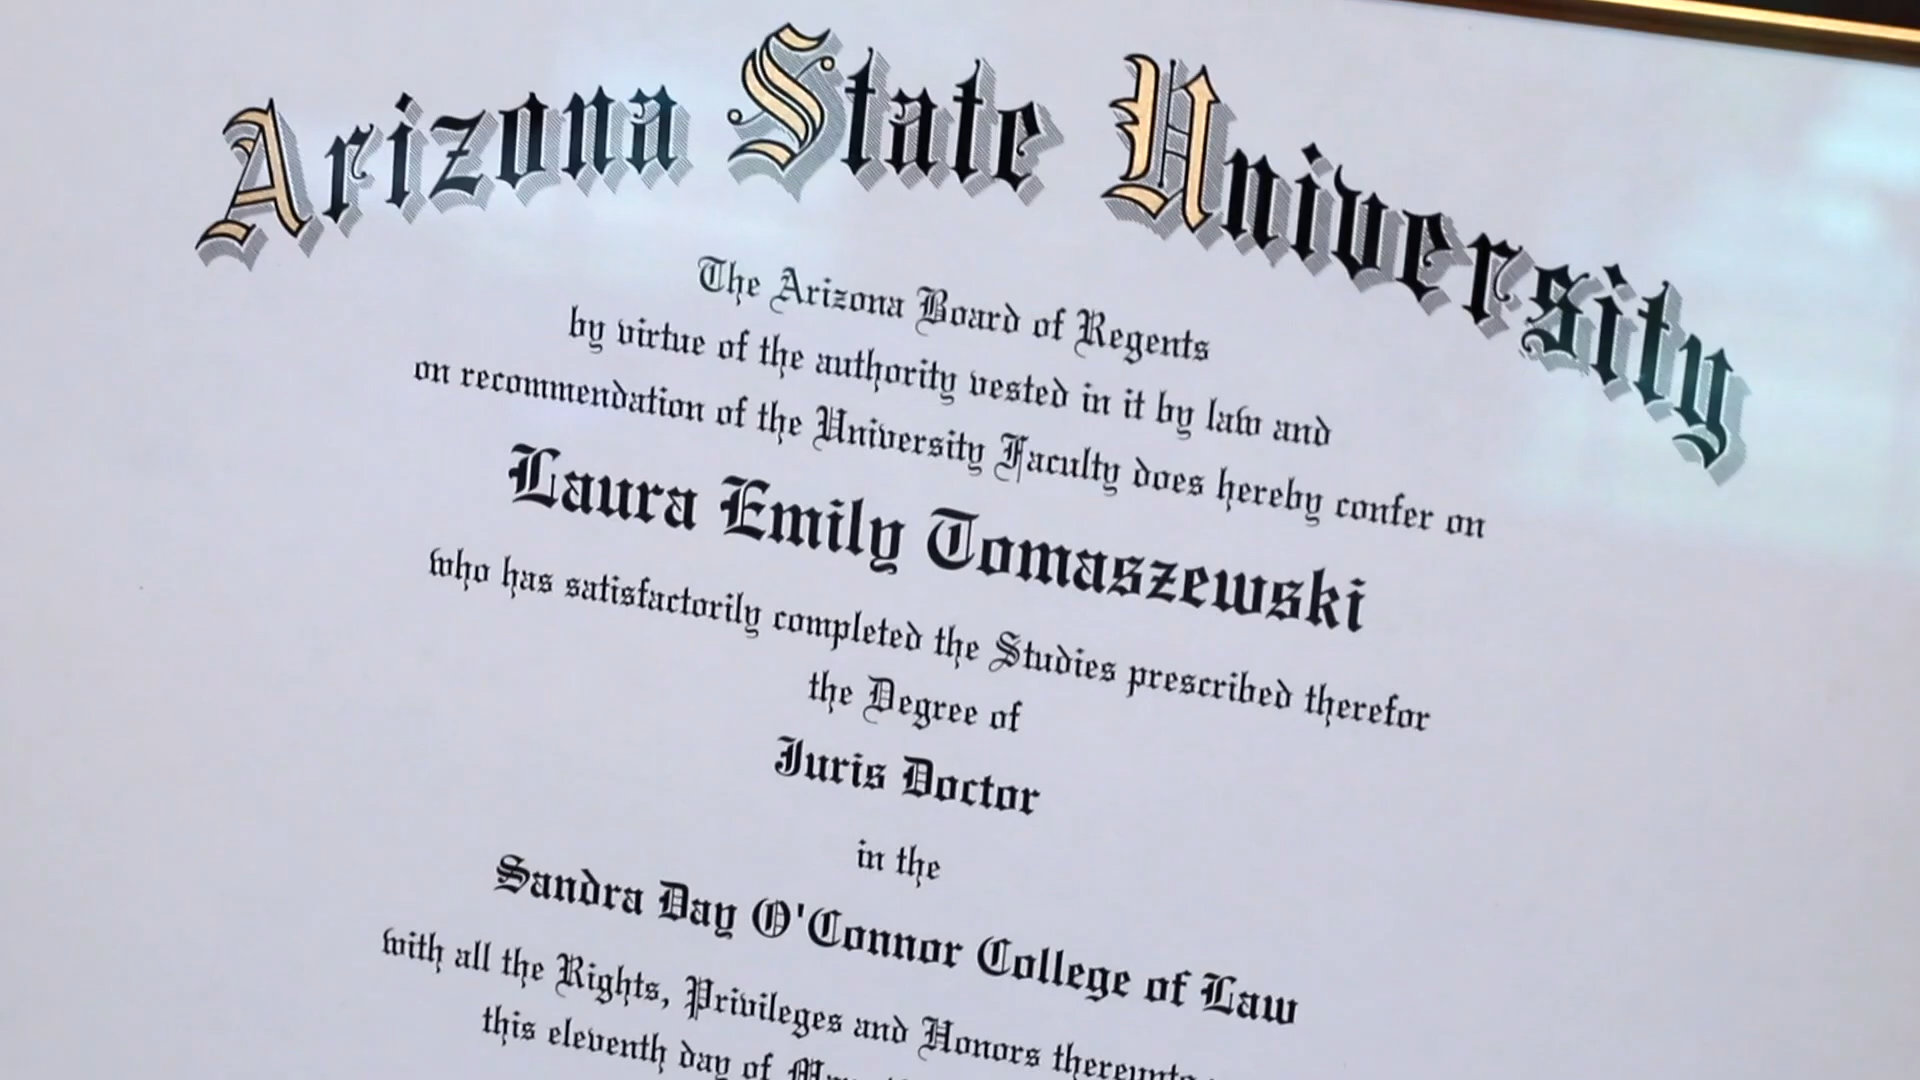 Arizona State University
The Arizona Board of Regents
by virtue of the authority vested in it by law and
on recommendation of the University Faculty does hereby confer on
Laura Emily Tomaszewski
who has satisfactorily completed the Studies prescribed therefor
the Degree of
Juris Doctor
in the
Sandra Day O'Connor College of Law
with all the Rights, Privileges and Honors thereunto
this eleventh day of